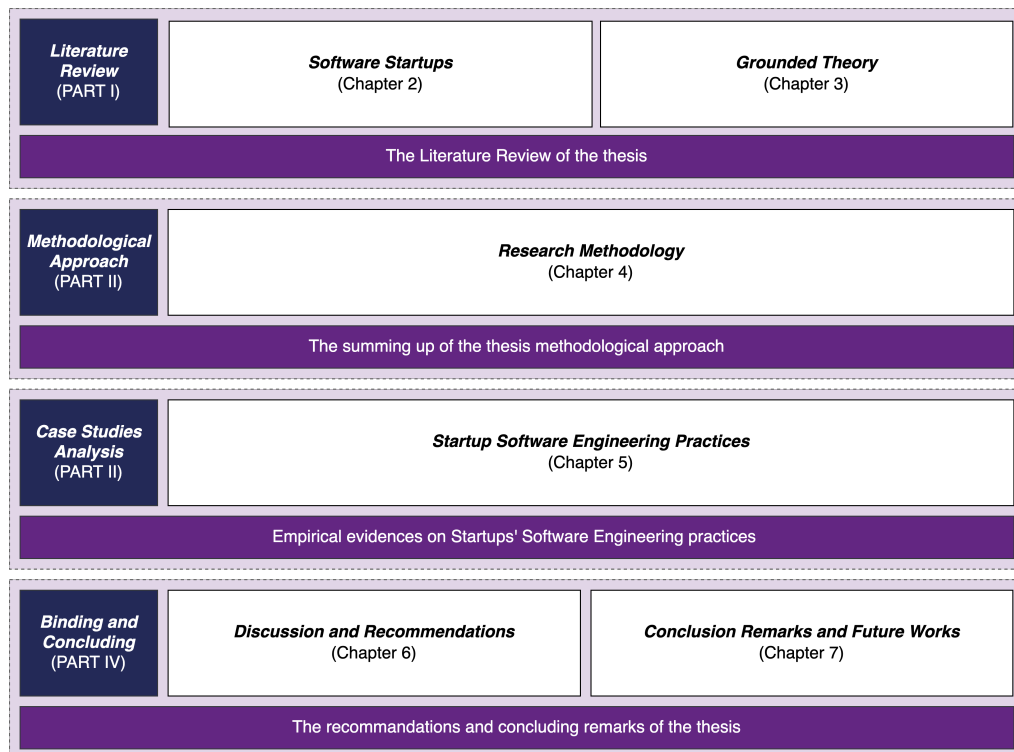 Literature
Review
(PART I)
Software Startups
(Chapter 2)
Grounded Theory
(Chapter 3)
The Literature Review of the thesis
Methodological
Approach
(PART II)
Research Methodology
(Chapter 4)
The summing up of the thesis methodological approach
Case Studies
Analysis
(PART II)
Startup Software Engineering Practices
(Chapter 5)
Empirical evidences on Startups' Software Engineering practices
Binding and
Concluding
(PART IV)
Discussion and Recommendations
(Chapter 6)
Conclusion Remarks and Future Works
(Chapter 7)
The recommandations and concluding remarks of the thesis